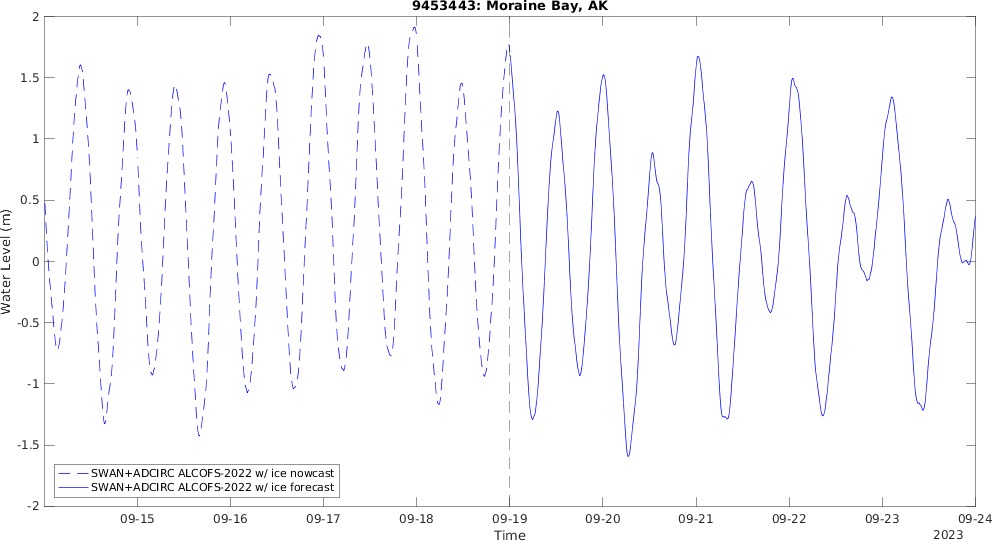 9453443: Moraine Bay, AK
2
1.5
1
0.5
0
-0.5
-1
-1.5
-2
Water Level (m)
SWAN+ADCIRC ALCOFS-2022 w/ ice nowcast
SWAN+ADCIRC ALCOFS-2022 w/ ice forecast
09-15 09-16 09-17 09-18 09-19 09-20 09-21 09-22 09-23 09-24
Time
2023